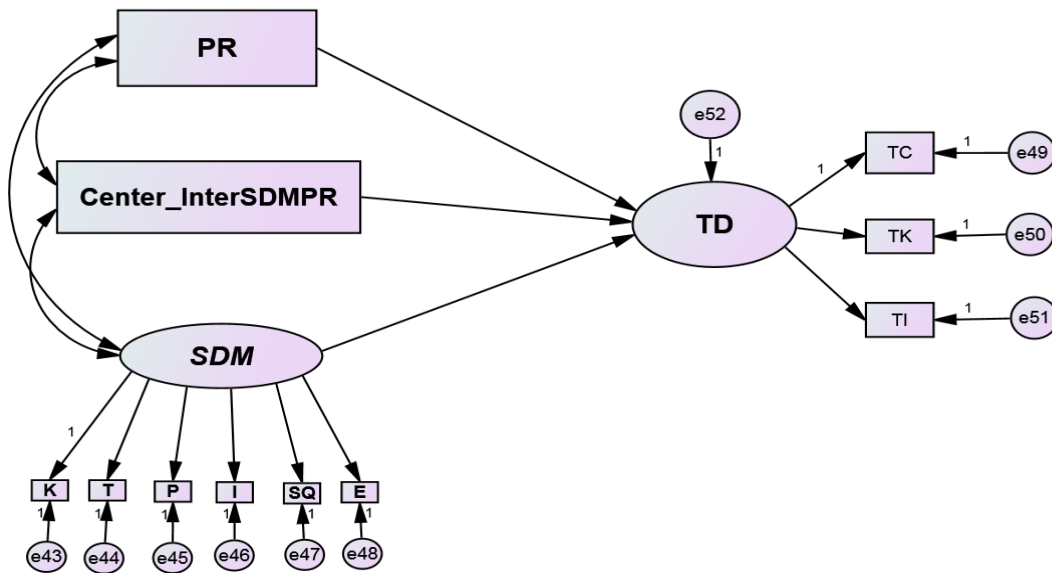 PR
e52
1
TC
1
1
e49
Center_InterSDMPR
TD
TK
1
e50
TI
1
e51
SDM
1
K
T
P
I
SQ
E
1
1
1
1
1
1
e43
e44
e45
e46
e47
e48